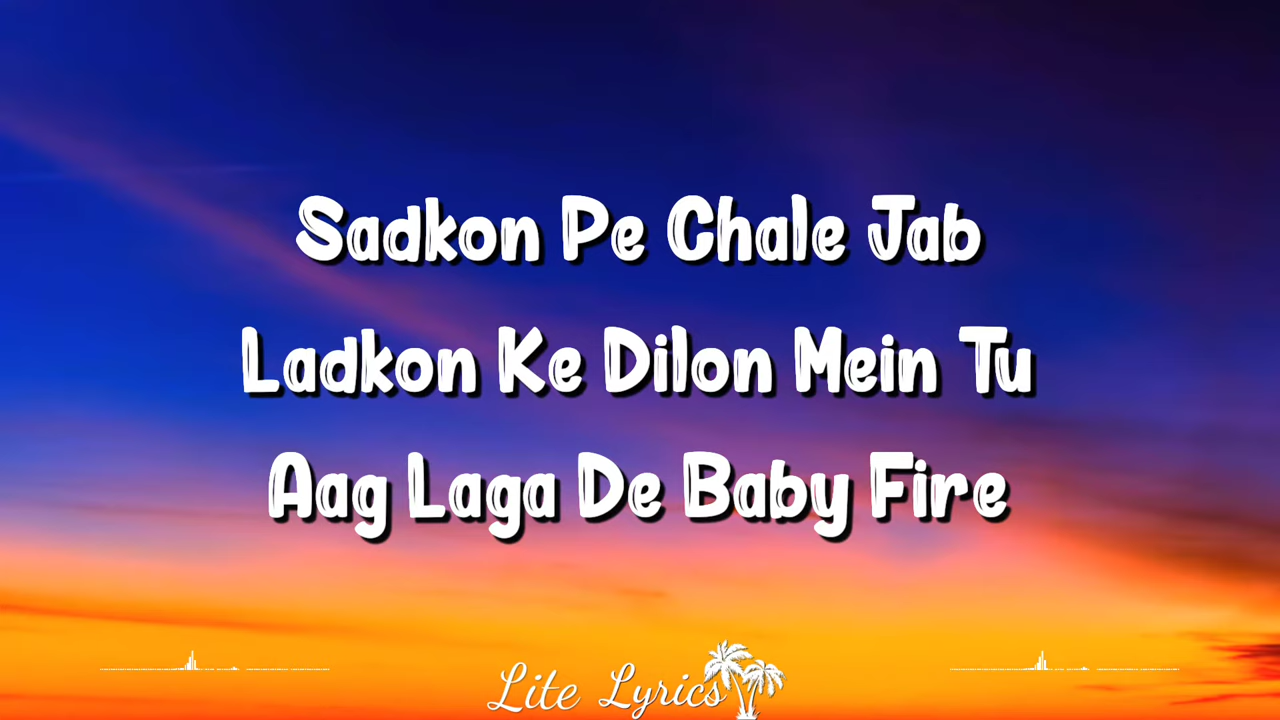 Sadkon Pe Chale Jab
Ladkon Ke Dilon Mein Tu
Aag Laga De Baby Fire
Lite Lyrics